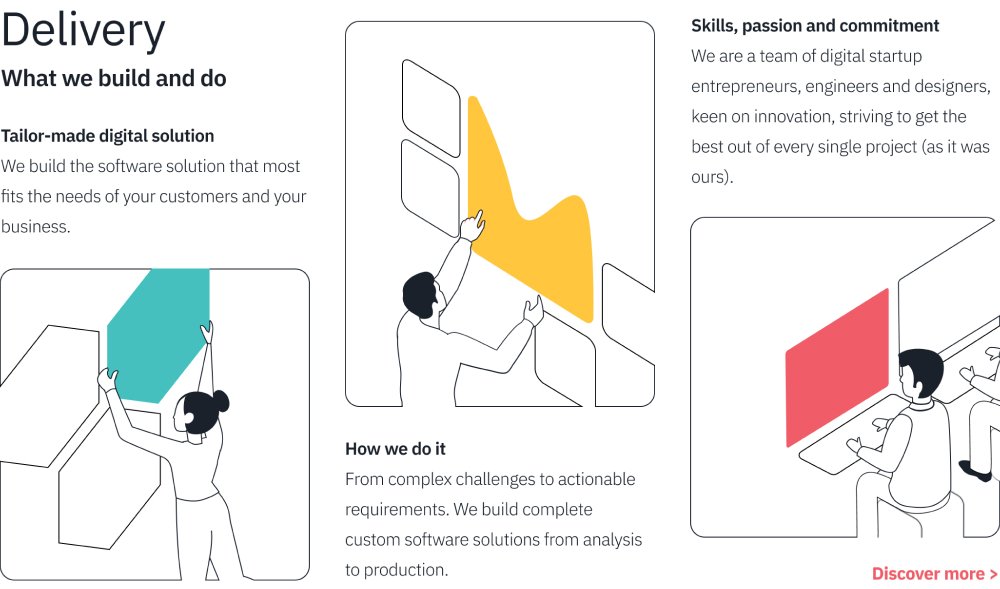 Delivery
What we build and do
Tailor-made digital solution
We build the software solution that most
fits the needs of your customers and your
business.
How we do it
From complex challenges to actionable
requirements. We build complete
custom software solutions from analysis
to production.
Skills, passion and commitment
We are a team of digital startup
entrepreneurs, engineers and designers,
keen on innovation, striving to get the
best out of every single project (as it was
ours).
Discover more >